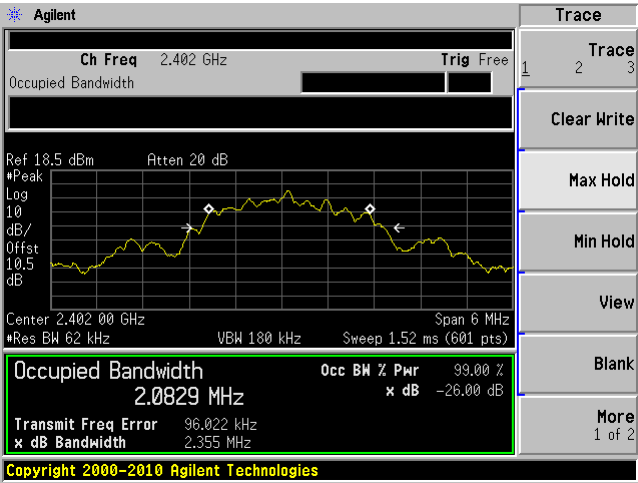 Agilent
Trace
Ch Freq 2.402 GHz
Trig Free
Occupied Bandwidth
Trace
1 2 3
Clear Write
Max Hold
Min Hold
View
Blank
More
1 of 2
Ref 18.5 dBm Atten 20 dB
#Peak
Log
10
dB/
Offst
10.5
dB
Center 2.402 00 GHz Span 6 MHz
#Res BW 62 kHz VBW 180 kHz Sweep 1.52 ms (601 pts)
Occupied Bandwidth
2.0829 MHz
Occ BW % Pwr 99.00 %
x dB -26.00 dB
Transmit Freq Error 96.022 kHz
x dB Bandwidth 2.355 MHz
Copyright 2000-2010 Agilent Technologies